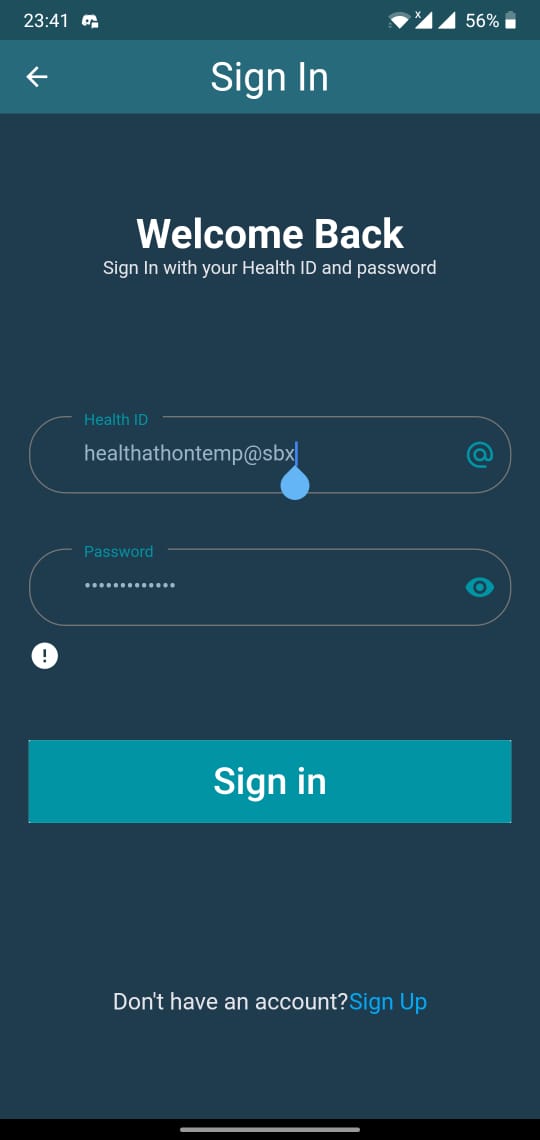 23:41
x
56%
Sign In
Welcome Back
Sign In with your Health ID and password
Health ID
healthathontemp@sbx
@
Password
•••••••••••••
!
Sign in
Don't have an account?Sign Up